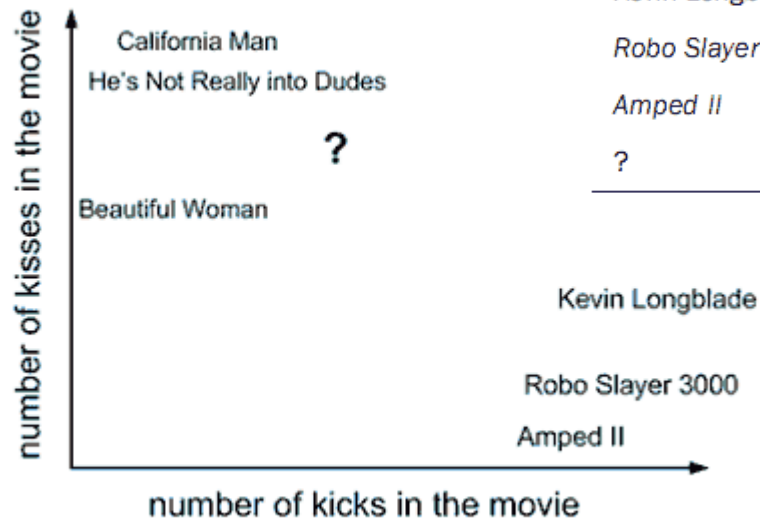 Robo Slayer
Amped II
?
number of kisses in the movie
California Man
He's Not Really into Dudes
?
Beautiful Woman
Kevin Longblade
Robo Slayer 3000
Amped II
number of kicks in the movie